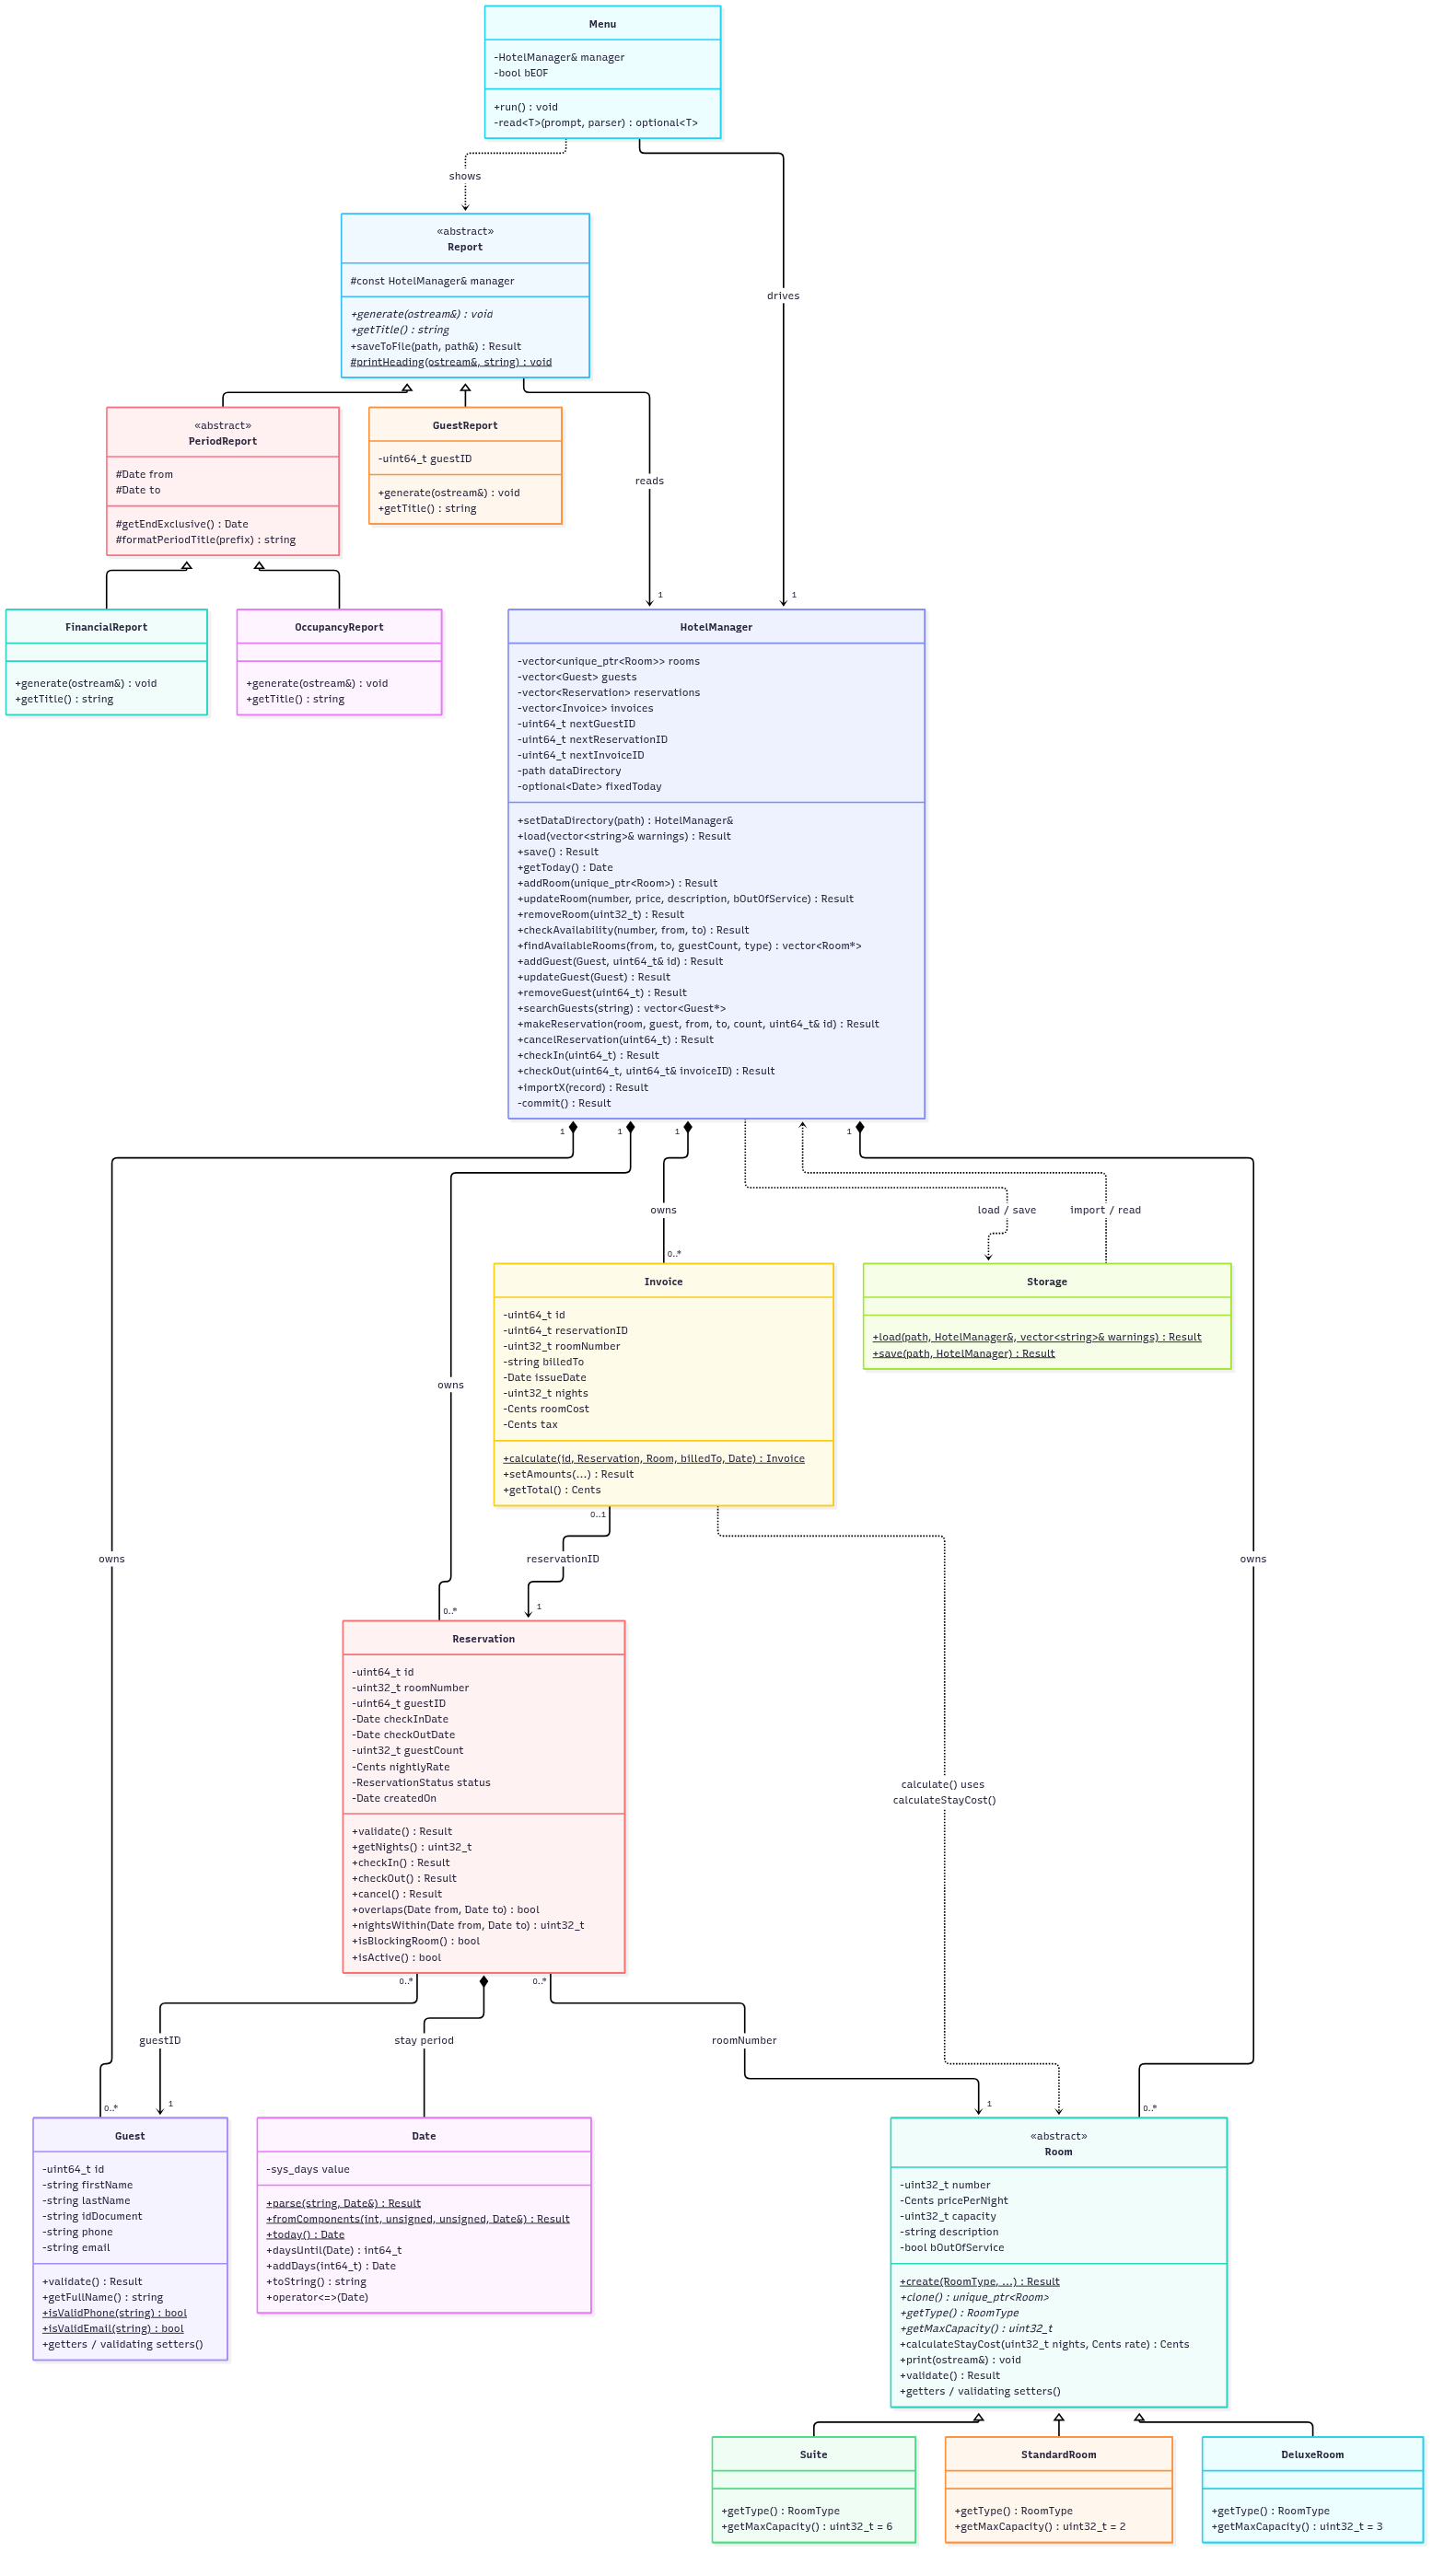 Menu
-HotelManager& manager
-bool bEOF
+run() : void
-read<T>(prompt, parser) : optional<T>
shows
drives
«abstract»
Report
#const HotelManager& manager
+generate(ostream&) : void
+getTitle() : string
+saveToFile(path, path&) : Result
#printHeading(ostream&, string) : void
reads
«abstract»
PeriodReport
#Date from
#Date to
#getEndExclusive() : Date
#formatPeriodTitle(prefix) : string
GuestReport
-uint64_t guestID
+generate(ostream&) : void
+getTitle() : string
1
1
FinancialReport
+generate(ostream&) : void
+getTitle() : string
OccupancyReport
+generate(ostream&) : void
+getTitle() : string
HotelManager
-vector<unique_ptr<Room>> rooms
-vector<Guest> guests
-vector<Reservation> reservations
-vector<Invoice> invoices
-uint64_t nextGuestID
-uint64_t nextReservationID
-uint64_t nextInvoiceID
-path dataDirectory
-optional<Date> fixedToday
+setDataDirectory(path) : HotelManager&
+load(vector<string>& warnings) : Result
+save() : Result
+getToday() : Date
+addRoom(unique_ptr<Room>) : Result
+updateRoom(number, price, description, bOutOfService) : Result
+removeRoom(uint32_t) : Result
+checkAvailability(number, from, to) : Result
+findAvailableRooms(from, to, guestCount, type) : vector<Room*>
+addGuest(Guest, uint64_t& id) : Result
+updateGuest(Guest) : Result
+removeGuest(uint64_t) : Result
+searchGuests(string) : vector<Guest*>
+makeReservation(room, guest, from, to, count, uint64_t& id) : Result
+cancelReservation(uint64_t) : Result
+checkIn(uint64_t) : Result
+checkOut(uint64_t, uint64_t& invoiceID) : Result
+importX(record) : Result
-commit() : Result
1
1
1
1
owns
load / save
import / read
0..*
Invoice
-uint64_t id
-uint64_t reservationID
-uint32_t roomNumber
-string billedTo
-Date issueDate
-uint32_t nights
-Cents roomCost
-Cents tax
+calculate(id, Reservation, Room, billedTo, Date) : Invoice
+setAmounts(...) : Result
+getTotal() : Cents
Storage
+load(path, HotelManager&, vector<string>& warnings) : Result
+save(path, HotelManager) : Result
owns
0..1
owns
reservationID
owns
0..*
1
Reservation
-uint64_t id
-uint32_t roomNumber
-uint64_t guestID
-Date checkInDate
-Date checkOutDate
-uint32_t guestCount
-Cents nightlyRate
-ReservationStatus status
-Date createdOn
+validate() : Result
+getNights() : uint32_t
+checkIn() : Result
+checkOut() : Result
+cancel() : Result
+overlaps(Date from, Date to) : bool
+nightsWithin(Date from, Date to) : uint32_t
+isBlockingRoom() : bool
+isActive() : bool
calculate() uses
calculateStayCost()
0..*
0..*
guestID
stay period
roomNumber
0..*
1
1
0..*
Guest
-uint64_t id
-string firstName
-string lastName
-string idDocument
-string phone
-string email
+validate() : Result
+getFullName() : string
+isValidPhone(string) : bool
+isValidEmail(string) : bool
+getters / validating setters()
Date
-sys_days value
+parse(string, Date&) : Result
+fromComponents(int, unsigned, unsigned, Date&) : Result
+today() : Date
+daysUntil(Date) : int64_t
+addDays(int64_t) : Date
+toString() : string
+operator<=>(Date)
«abstract»
Room
-uint32_t number
-Cents pricePerNight
-uint32_t capacity
-string description
-bool bOutOfService
+create(RoomType, ...) : Result
+clone() : unique_ptr<Room>
+getType() : RoomType
+getMaxCapacity() : uint32_t
+calculateStayCost(uint32_t nights, Cents rate) : Cents
+print(ostream&) : void
+validate() : Result
+getters / validating setters()
Suite
+getType() : RoomType
+getMaxCapacity() : uint32_t = 6
StandardRoom
+getType() : RoomType
+getMaxCapacity() : uint32_t = 2
DeluxeRoom
+getType() : RoomType
+getMaxCapacity() : uint32_t = 3